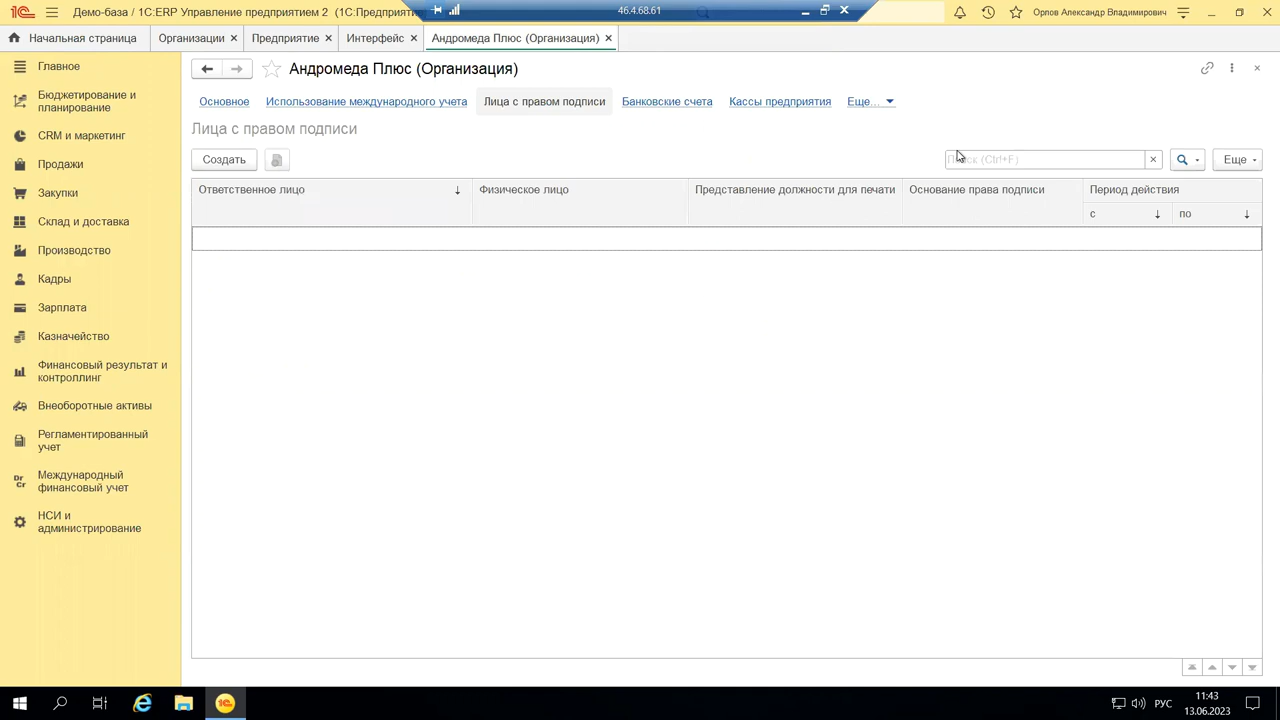 Демо-база / 1С:ERP Управление предприятием 2 (1С:Предприятие
46.4.68.61
Орлов Александр Владимирович
Начальная страница
Организации
Предприятие
Интерфейс
Андромеда Плюс (Организация)
Главное
Бюджетирование и
планирование
CRM и маркетинг
Продажи
Закупки
Склад и доставка
Производство
Кадры
Зарплата
Казначейство
Финансовый результат и
контроллинг
Внеоборотные активы
Регламентированный
учет
Международный
финансовый учет
НСИ и
администрирование
Андромеда Плюс (Организация)
Основное
Использование международного учета
Лица с правом подписи
Банковские счета
Кассы предприятия
Еще...
Лица с правом подписи
Создать
Поиск (Ctrl+F)
Еще
Ответственное лицо
Физическое лицо
Представление должности для печати
Основание права подписи
Период действия
с
по
РУС
11:43
13.06.2023